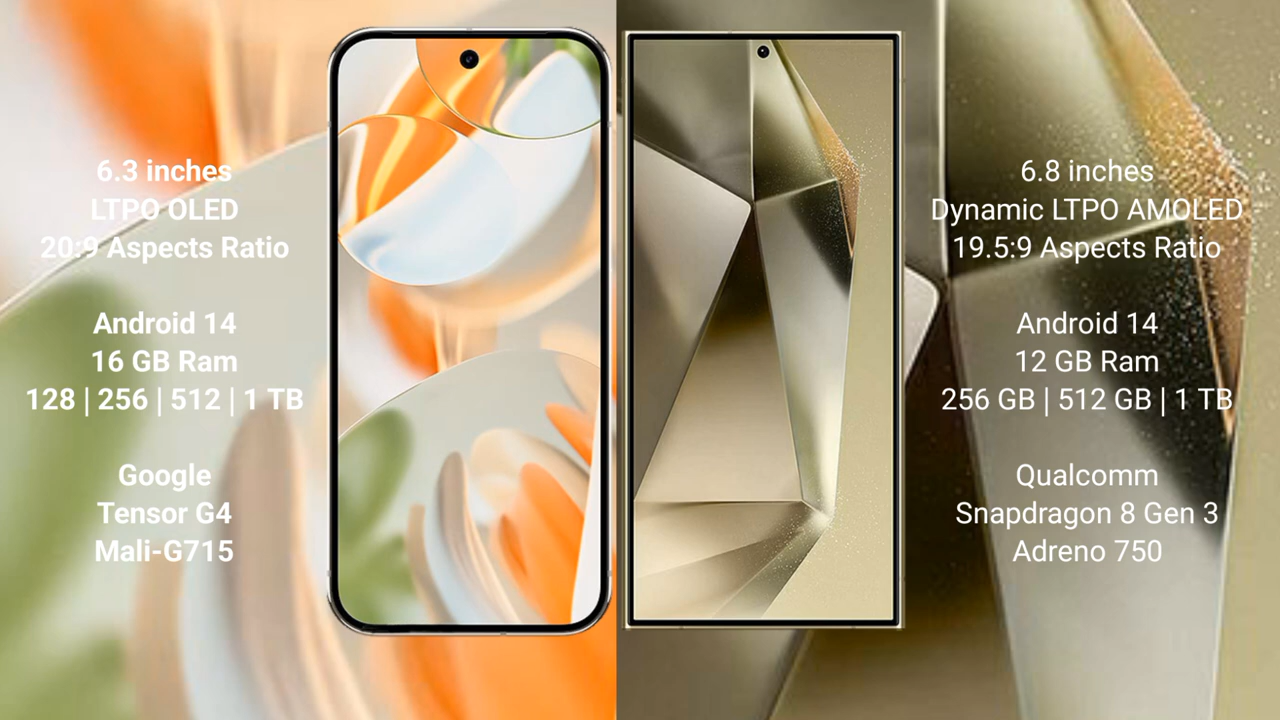 6.3 inches
LTPO OLED
20:9 Aspects Ratio
Android 14
16 GB Ram
128 | 256 | 512 | 1 TB
Google
Tensor G4
Mali-G715
6.8 inches
Dynamic LTPO AMOLED
19.5:9 Aspects Ratio
Android 14
12 GB Ram
256 GB | 512 GB | 1 TB
Qualcomm
Snapdragon 8 Gen 3
Adreno 750